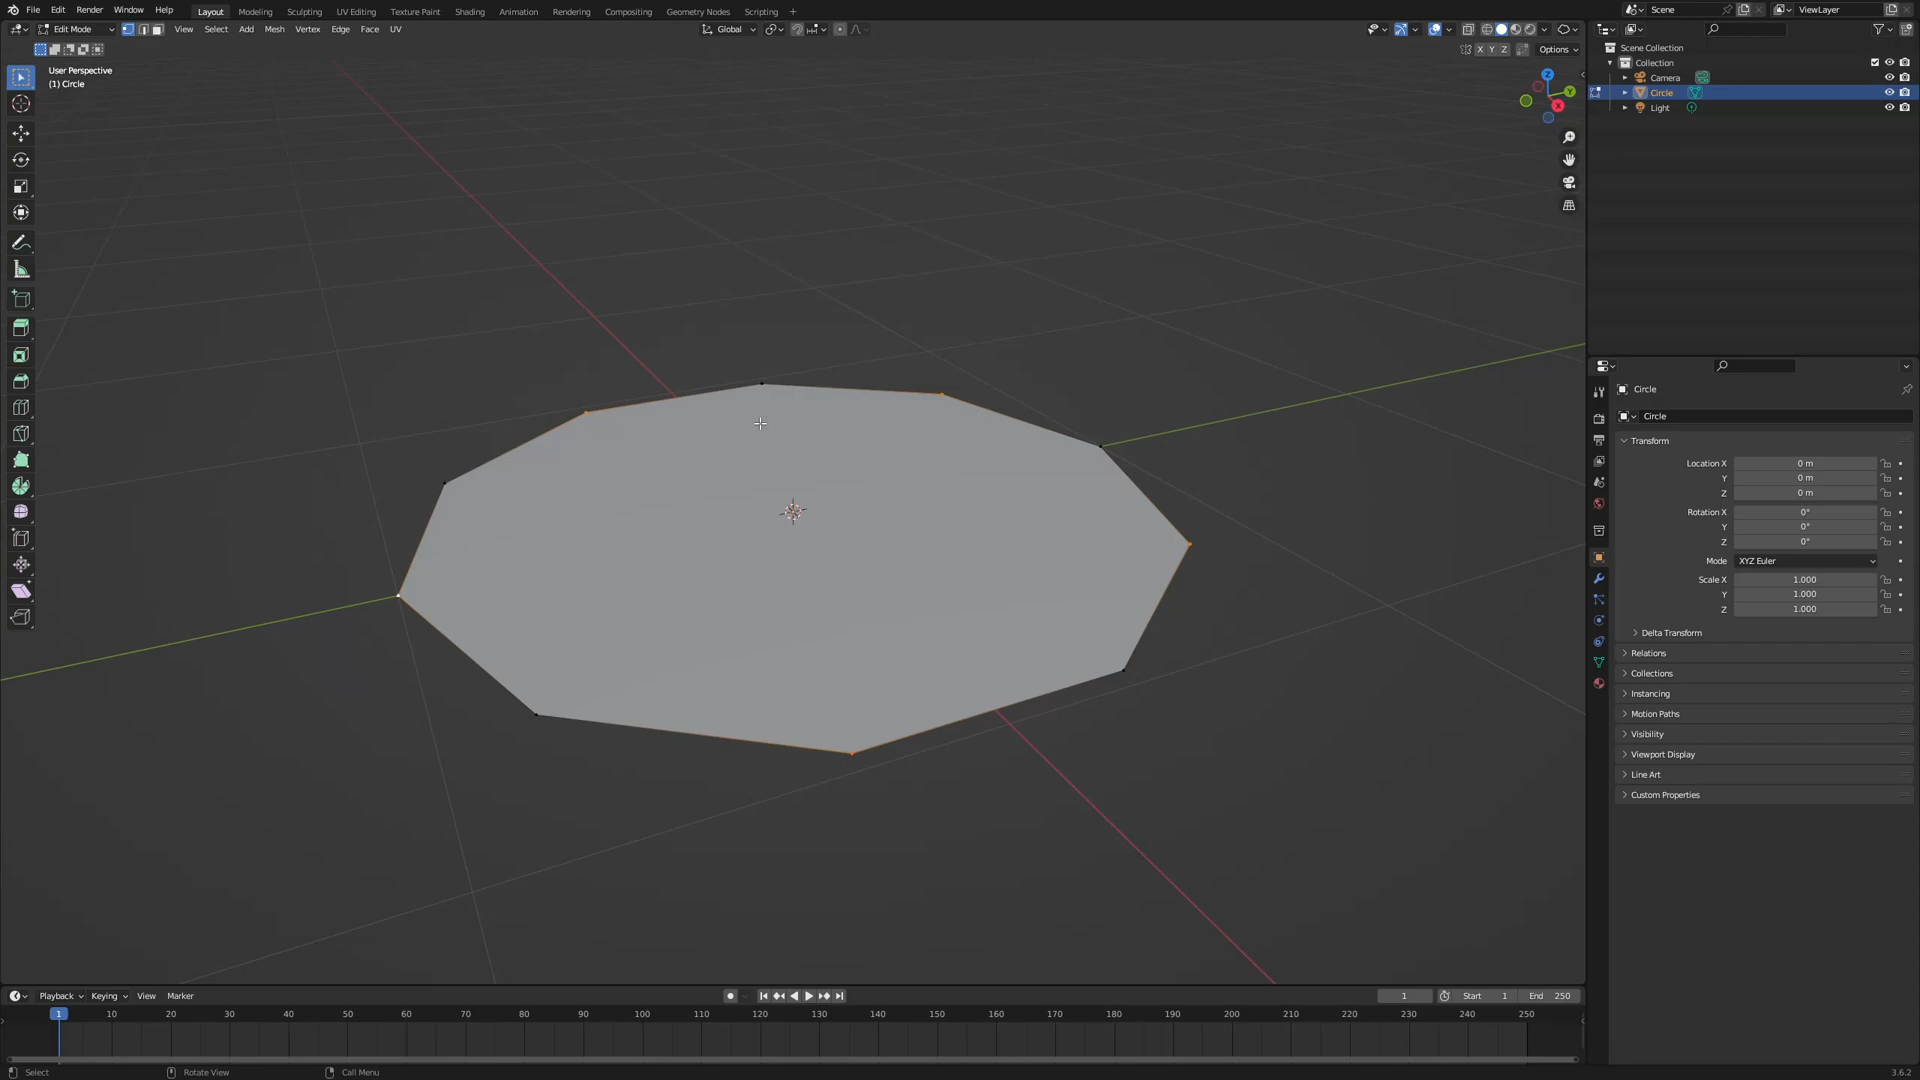 File Edit Render Window Help Layout Modeling Sculpting UV Editing Texture Paint Shading Animation Rendering Compositing Geometry Nodes Scripting + Scene ViewLayer
Edit Mode View Select Add Mesh Vertex Edge Face UV Global
X Y Z Options
User Perspective
(1) Circle
Z
Y
X
Scene Collection
Collection
Camera
Circle
Light
Circle
Circle
Transform
Location X 0 m
Y 0 m
Z 0 m
Rotation X 0°
Y 0°
Z 0°
Mode XYZ Euler
Scale X 1.000
Y 1.000
Z 1.000
Delta Transform
Relations
Collections
Instancing
Motion Paths
Visibility
Viewport Display
Line Art
Custom Properties
Playback Keying View Marker 1 Start 1 End 250
1 10 20 30 40 50 60 70 80 90 100 110 120 130 140 150 160 170 180 190 200 210 220 230 240 250
Select Rotate View Call Menu 3.6.2